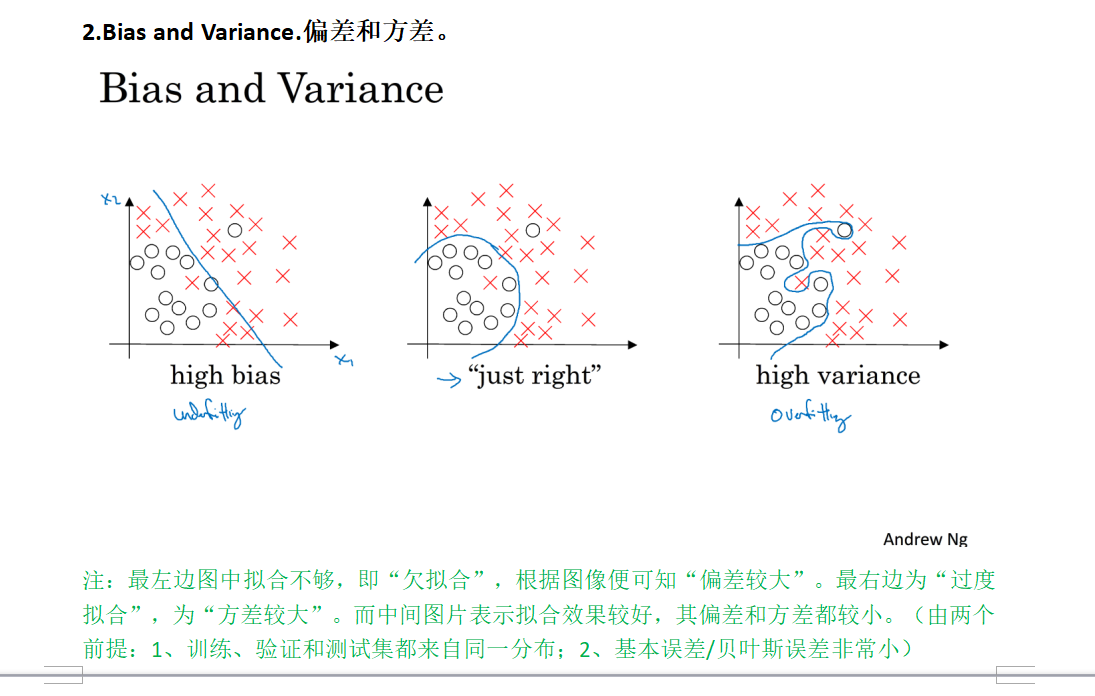 2.Bias and Variance.偏差和方差。
Bias and Variance
x2
x1
high bias
→ “just right”
high variance
underfitting
overfitting
Andrew Ng
注：最左边图中拟合不够，即“欠拟合”，根据图像便可知“偏差较大”。最右边为“过度
拟合”，为“方差较大”。而中间图片表示拟合效果较好，其偏差和方差都较小。（由两个
前提：1、训练、验证和测试集都来自同一分布；2、基本误差/贝叶斯误差非常小）